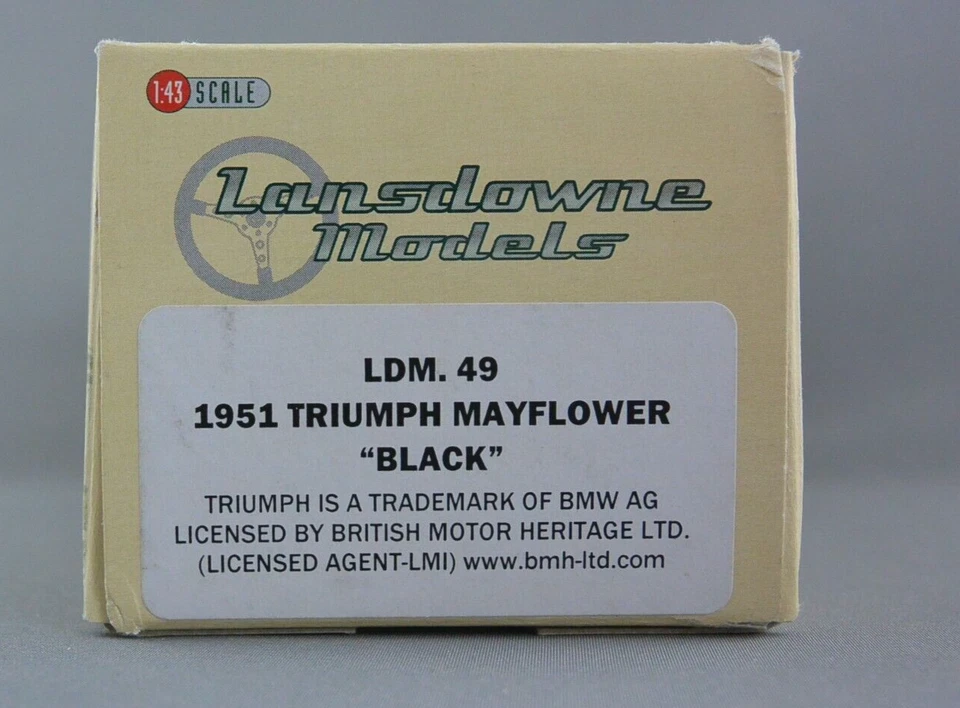 1:43 SCALE
Lansdowne
Models
LDM. 49
1951 TRIUMPH MAYFLOWER
“BLACK”
TRIUMPH IS A TRADEMARK OF BMW AG
LICENSED BY BRITISH MOTOR HERITAGE LTD.
(LICENSED AGENT-LMI) www.bmh-ltd.com